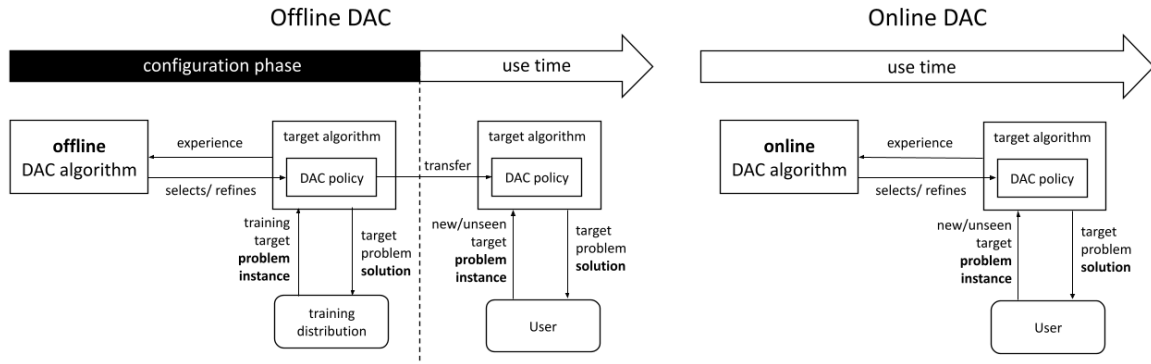 Offline DAC
configuration phase
use time
offline
DAC algorithm
experience
selects/ refines
target algorithm
DAC policy
transfer
target algorithm
DAC policy
training
target
problem
instance
target
problem
solution
new/unseen
target
problem
instance
target
problem
solution
training
distribution
User
Online DAC
use time
online
DAC algorithm
experience
selects/ refines
target algorithm
DAC policy
new/unseen
target
problem
instance
target
problem
solution
User